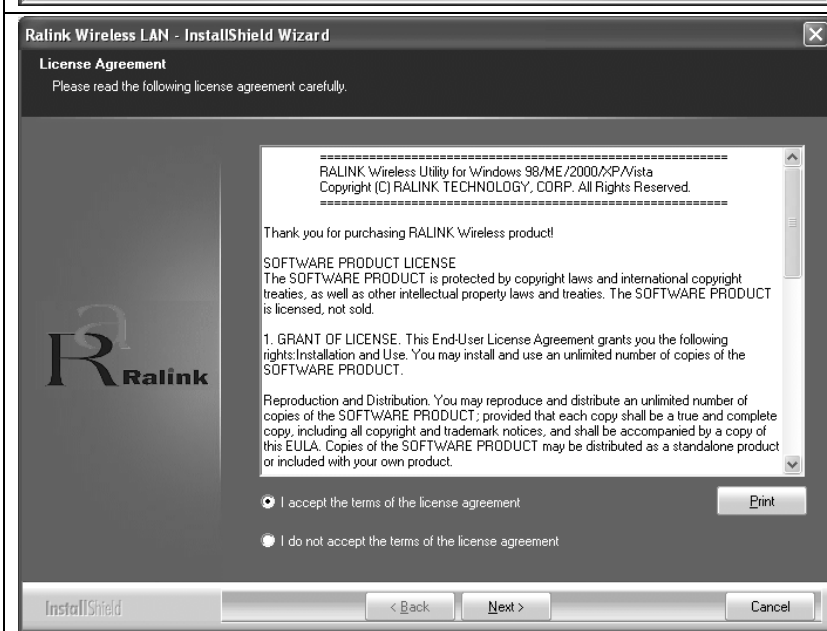 Ralink Wireless LAN - InstallShield Wizard
License Agreement
Please read the following license agreement carefully.
==========================================================
RALINK Wireless Utility for Windows 98/ME/2000/XP/Vista
Copyright (C) RALINK TECHNOLOGY, CORP. All Rights Reserved.
==========================================================
Thank you for purchasing RALINK Wireless product!
SOFTWARE PRODUCT LICENSE
The SOFTWARE PRODUCT is protected by copyright laws and international copyright
treaties, as well as other intellectual property laws and treaties. The SOFTWARE PRODUCT
is licensed, not sold.
1. GRANT OF LICENSE. This End-User License Agreement grants you the following
rights:Installation and Use. You may install and use an unlimited number of copies of the
SOFTWARE PRODUCT.
Reproduction and Distribution. You may reproduce and distribute an unlimited number of
copies of the SOFTWARE PRODUCT; provided that each copy shall be a true and complete
copy, including all copyright and trademark notices, and shall be accompanied by a copy of
this EULA. Copies of the SOFTWARE PRODUCT may be distributed as a standalone product
or included with your own product.
Ralink
I accept the terms of the license agreement
Print
I do not accept the terms of the license agreement
InstallShield
< Back
Next >
Cancel